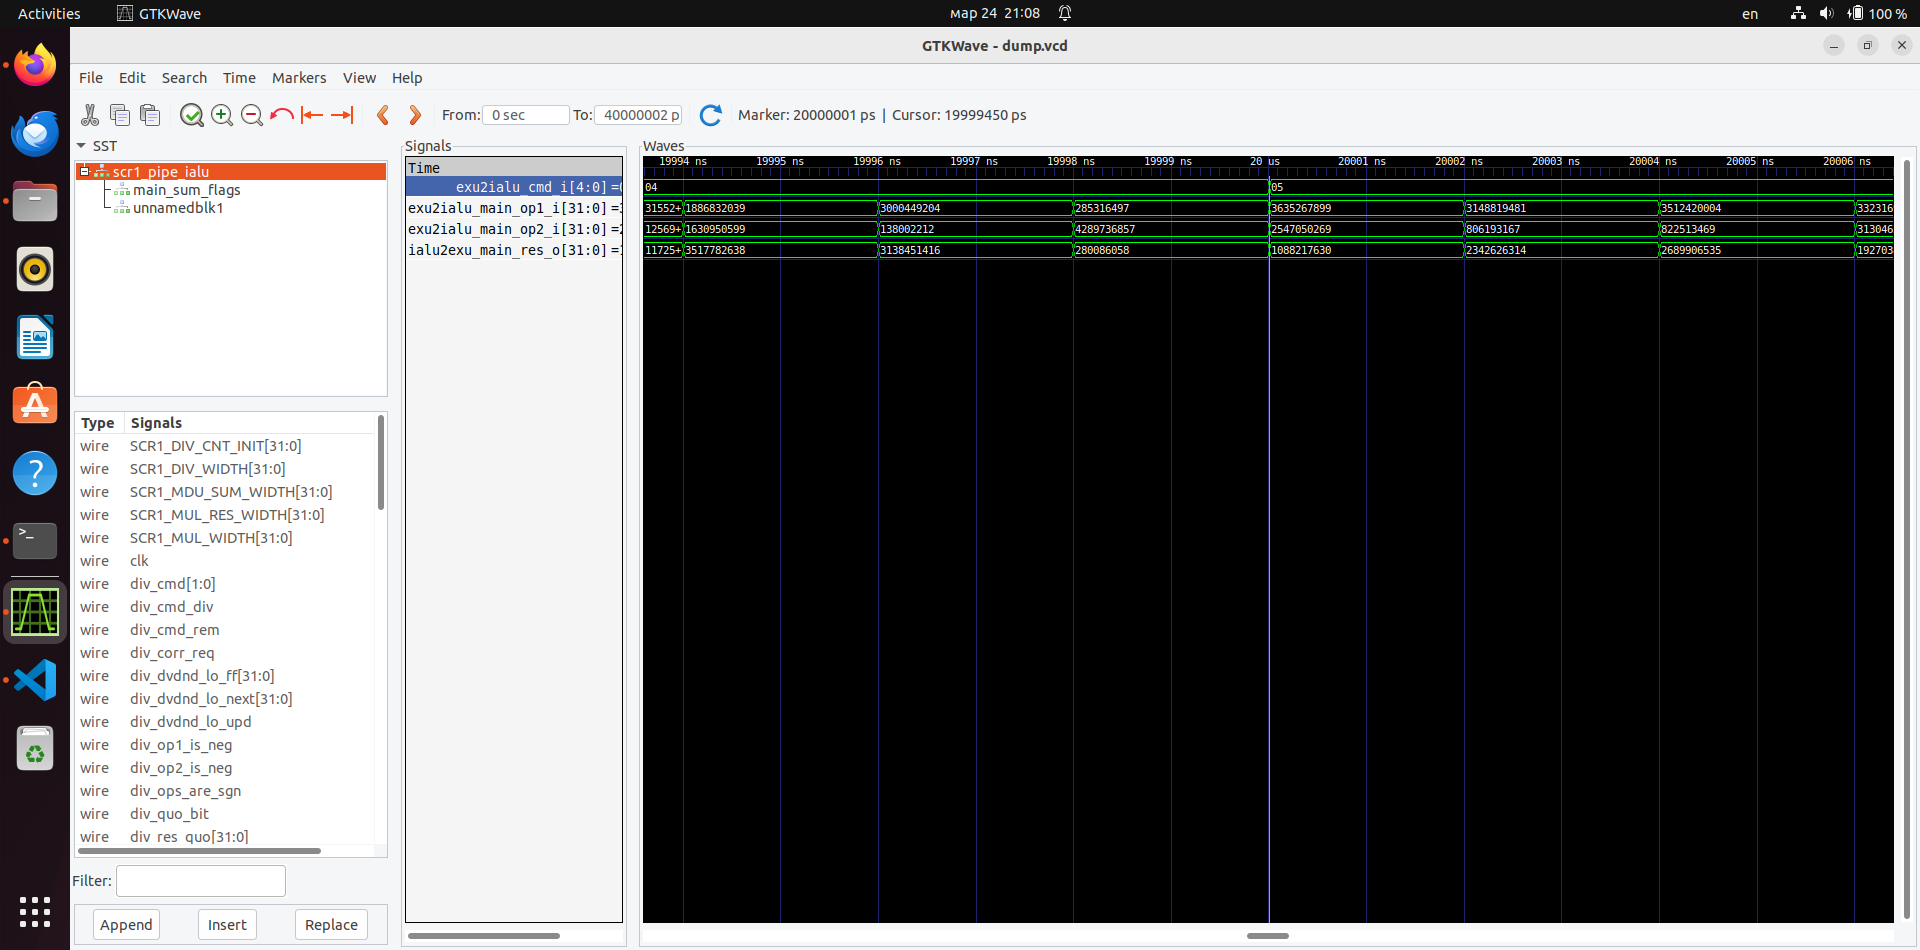 Activities GTKWave мар 24 21:08 en 100 %
GTKWave - dump.vcd
File Edit Search Time Markers View Help
From: 0 sec To: 40000002 p Marker: 20000001 ps | Cursor: 19999450 ps
SST
scr1_pipe_ialu
main_sum_flags
unnamedblk1
Type Signals
wire SCR1_DIV_CNT_INIT[31:0]
wire SCR1_DIV_WIDTH[31:0]
wire SCR1_MDU_SUM_WIDTH[31:0]
wire SCR1_MUL_RES_WIDTH[31:0]
wire SCR1_MUL_WIDTH[31:0]
wire clk
wire div_cmd[1:0]
wire div_cmd_div
wire div_cmd_rem
wire div_corr_req
wire div_dvdnd_lo_ff[31:0]
wire div_dvdnd_lo_next[31:0]
wire div_dvdnd_lo_upd
wire div_op1_is_neg
wire div_op2_is_neg
wire div_ops_are_sgn
wire div_quo_bit
wire div_res_quo[31:0]
Filter:
Append Insert Replace
Signals
Time
exu2ialu_cmd_i[4:0] =
exu2ialu_main_op1_i[31:0] =
exu2ialu_main_op2_i[31:0] =
ialu2exu_main_res_o[31:0] =
Waves
19994 ns 19995 ns 19996 ns 19997 ns 19998 ns 19999 ns 20 us 20001 ns 20002 ns 20003 ns 20004 ns 20005 ns 20006 ns
04 05
31552+ 1886832039 3000449204 285316497 3635267899 3148819481 3512420004 332316
12569+ 1630950599 138002212 4289736857 2547050269 806193167 822513469 313046
11725+ 3517782638 3138451416 280086058 1088217630 2342626314 2689906535 192703